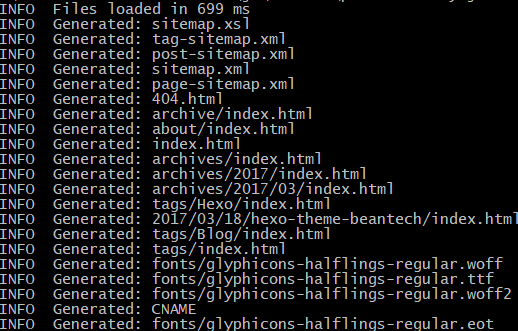 INFO  Files loaded in 699 ms
INFO  Generated: sitemap.xsl
INFO  Generated: tag-sitemap.xml
INFO  Generated: post-sitemap.xml
INFO  Generated: sitemap.xml
INFO  Generated: page-sitemap.xml
INFO  Generated: 404.html
INFO  Generated: archive/index.html
INFO  Generated: about/index.html
INFO  Generated: index.html
INFO  Generated: archives/index.html
INFO  Generated: archives/2017/index.html
INFO  Generated: archives/2017/03/index.html
INFO  Generated: tags/Hexo/index.html
INFO  Generated: 2017/03/18/hexo-theme-beantech/index.html
INFO  Generated: tags/Blog/index.html
INFO  Generated: tags/index.html
INFO  Generated: fonts/glyphicons-halflings-regular.woff
INFO  Generated: fonts/glyphicons-halflings-regular.ttf
INFO  Generated: fonts/glyphicons-halflings-regular.woff2
INFO  Generated: CNAME
INFO  Generated: fonts/glyphicons-halflings-regular.eot